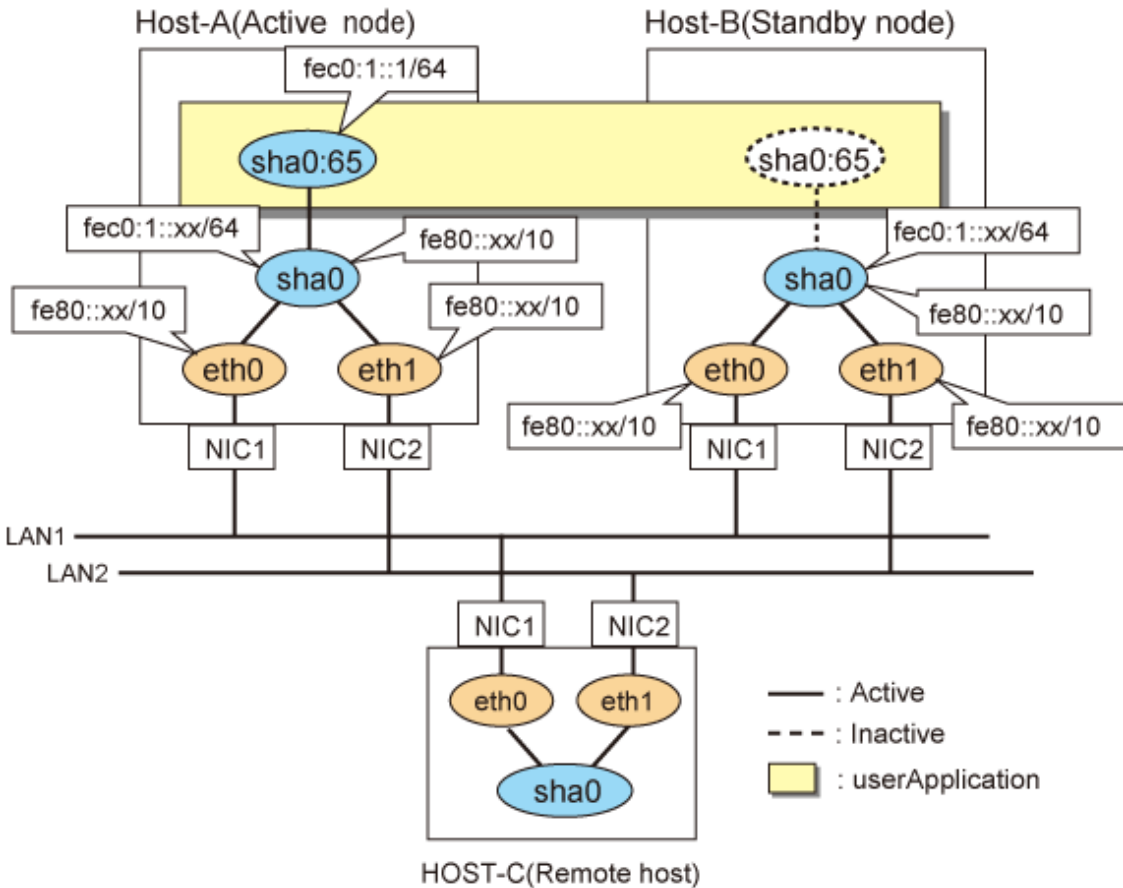 Host-A(Active node)
Host-B(Standby node)
fec0:1::1/64
sha0:65
sha0:65
fec0:1::xx/64
fe80::xx/10
fec0:1::xx/64
sha0
sha0
fe80::xx/10
fe80::xx/10
fe80::xx/10
eth0
eth1
eth0
eth1
fe80::xx/10
fe80::xx/10
NIC1
NIC2
NIC1
NIC2
LAN1
LAN2
NIC1
NIC2
eth0
eth1
sha0
: Active
: Inactive
: userApplication
HOST-C(Remote host)